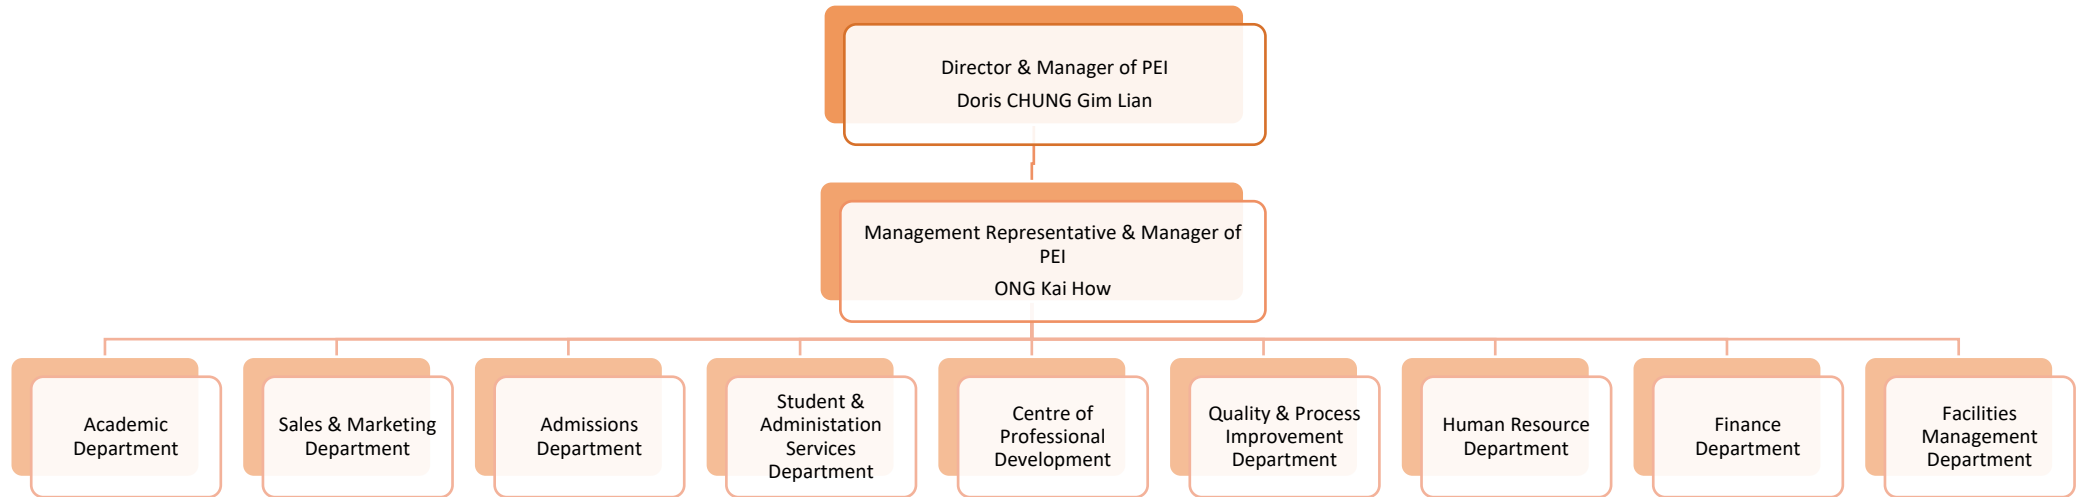 Director & Manager of PEI
Doris CHUNG Gim Lian
Management Representative & Manager of
PEI
ONG Kai How
Academic
Department
Sales & Marketing
Department
Admissions
Department
Student &
Administation
Services
Department
Centre of
Professional
Development
Quality & Process
Improvement
Department
Human Resource
Department
Finance
Department
Facilities
Management
Department